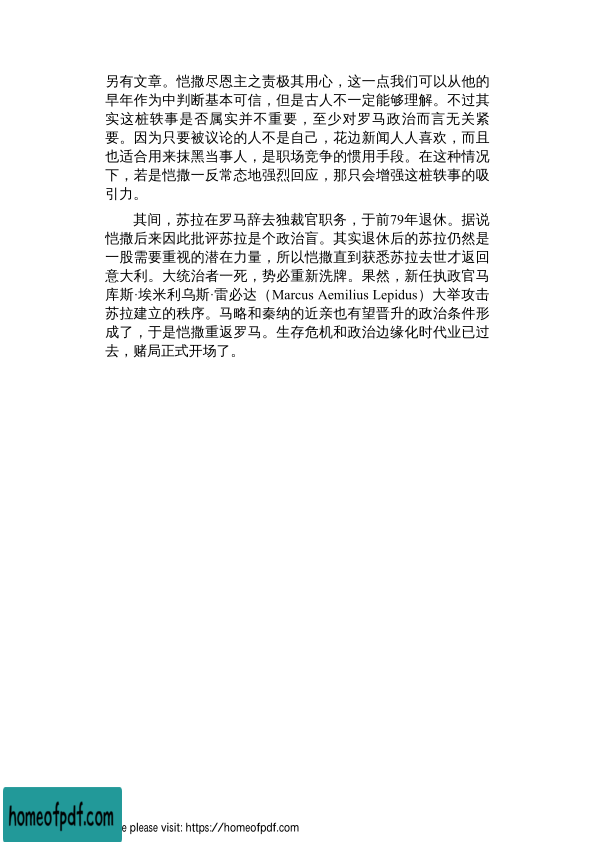 另有文章。恺撒尽恩主之责极其用心，这一点我们可以从他的
早年作为中判断基本可信，但是古人不一定能够理解。不过其
实这桩轶事是否属实并不重要，至少对罗马政治而言无关紧
要。因为只要被议论的人不是自己，花边新闻人人喜欢，而且
也适合用来抹黑当事人，是职场竞争的惯用手段。在这种情况
下，若是恺撒一反常态地强烈回应，那只会增强这桩轶事的吸
引力。
其间，苏拉在罗马辞去独裁官职务，于前79年退休。据说
恺撒后来因此批评苏拉是个政治盲。其实退休后的苏拉仍然是
一股需要重视的潜在力量，所以恺撒直到获悉苏拉去世才返回
意大利。大统治者一死，势必重新洗牌。果然，新任执政官马
库斯·埃米利乌斯·雷必达（Marcus Aemilius Lepidus）大举攻击
苏拉建立的秩序。马略和秦纳的近亲也有望晋升的政治条件形
成了，于是恺撒重返罗马。生存危机和政治边缘化时代业已过
去，赌局正式开场了。
homeofpdf.com
e please visit: https://homeofpdf.com